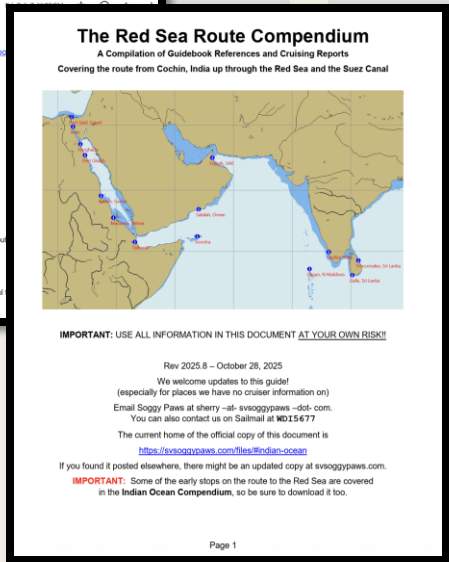 The Red Sea Route Compendium
A Compilation of Guidebook References and Cruising Reports
Covering the route from Cochin, India up through the Red Sea and the Suez Canal
Salalah, Oman
Socotra
Galle, Sri Lanka
IMPORTANT: USE ALL INFORMATION IN THIS DOCUMENT AT YOUR OWN RISK!!
Rev 2025.8 – October 28, 2025
We welcome updates to this guide!
(especially for places we have no cruiser information on)
Email Soggy Paws at sherry –at- svsoggypaws –dot- com.
You can also contact us on Sailmail at WDI5677
The current home of the official copy of this document is
https://svsoggypaws.com/files/#indian-ocean
If you found it posted elsewhere, there might be an updated copy at svsoggypaws.com.
IMPORTANT: Some of the early stops on the route to the Red Sea are covered
in the Indian Ocean Compendium, so be sure to download it too.
Page 1